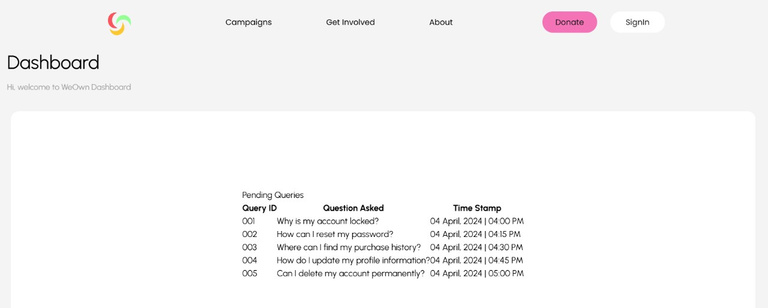 Campaigns Get Involved About Donate SignIn
Dashboard
Hi, welcome to WeOwn Dashboard
Pending Queries
Query ID Question Asked Time Stamp
001 Why is my account locked? 04 April, 2024 | 04:00 PM
002 How can I reset my password? 04 April, 2024 | 04:15 PM
003 Where can I find my purchase history? 04 April, 2024 | 04:30 PM
004 How do I update my profile information? 04 April, 2024 | 04:45 PM
005 Can I delete my account permanently? 04 April, 2024 | 05:00 PM